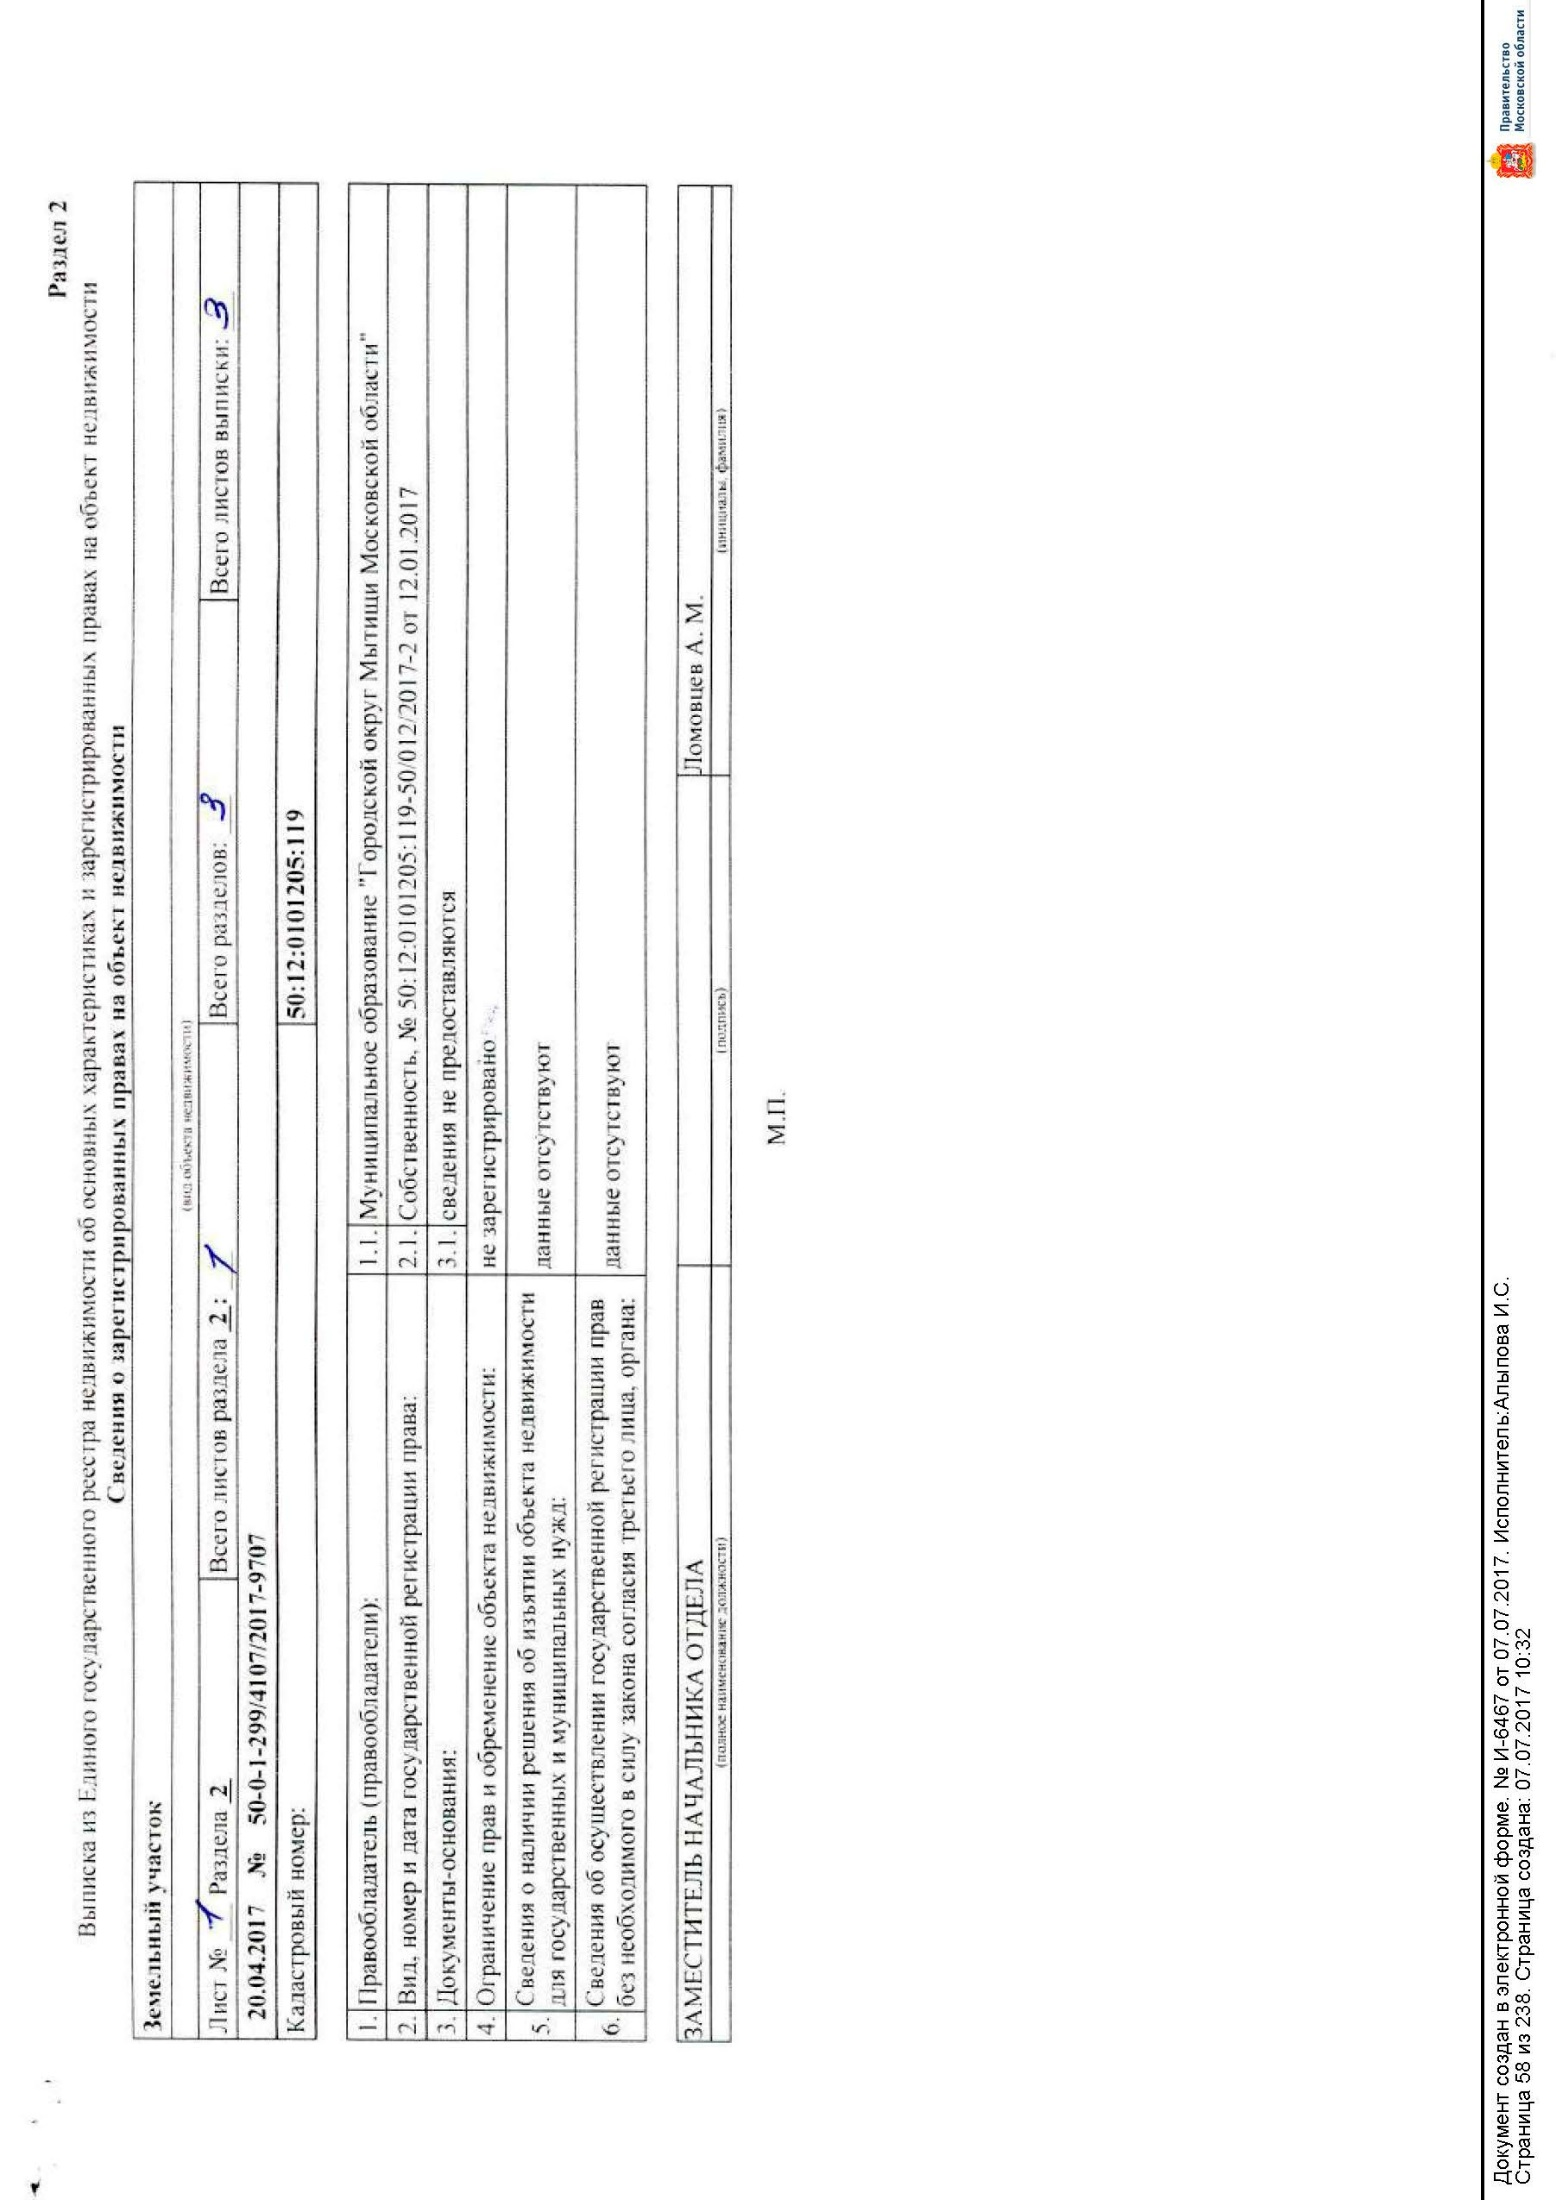 Раздел 2
Выписка из Единого государственного реестра недвижимости об основных характеристиках и зарегистрированных правах на объект недвижимости
Сведения о зарегистрированных правах на объект недвижимости
Земельный участок
(вид объекта недвижимости)
Лист № 1 Раздела 2 Всего листов раздела 2 : 1 Всего разделов: 3 Всего листов выписки: 3
20.04.2017 № 50-0-1-299/4107/2017-9707
Кадастровый номер: 50:12:0101205:119
1. Правообладатель (правообладатели): 1.1. Муниципальное образование "Городской округ Мытищи Московской области"
2. Вид, номер и дата государственной регистрации права: 2.1. Собственность, № 50:12:0101205:119-50/012/2017-2 от 12.01.2017
3. Документы-основания: 3.1. сведения не предоставляются
4. Ограничение прав и обременение объекта недвижимости: не зарегистрировано
5. Сведения о наличии решения об изъятии объекта недвижимости
для государственных и муниципальных нужд: данные отсутствуют
6. Сведения об осуществлении государственной регистрации прав
без необходимого в силу закона согласия третьего лица, органа: данные отсутствуют
ЗАМЕСТИТЕЛЬ НАЧАЛЬНИКА ОТДЕЛА Ломовцев А. М.
(полное наименование должности) (подпись) (инициалы, фамилия)
М.П.
Документ создан в электронной форме. № И-6467 от 07.07.2017. Исполнитель:Алыпова И.С.
Страница 58 из 238. Страница создана: 07.07.2017 10:32
Правительство
Московской области